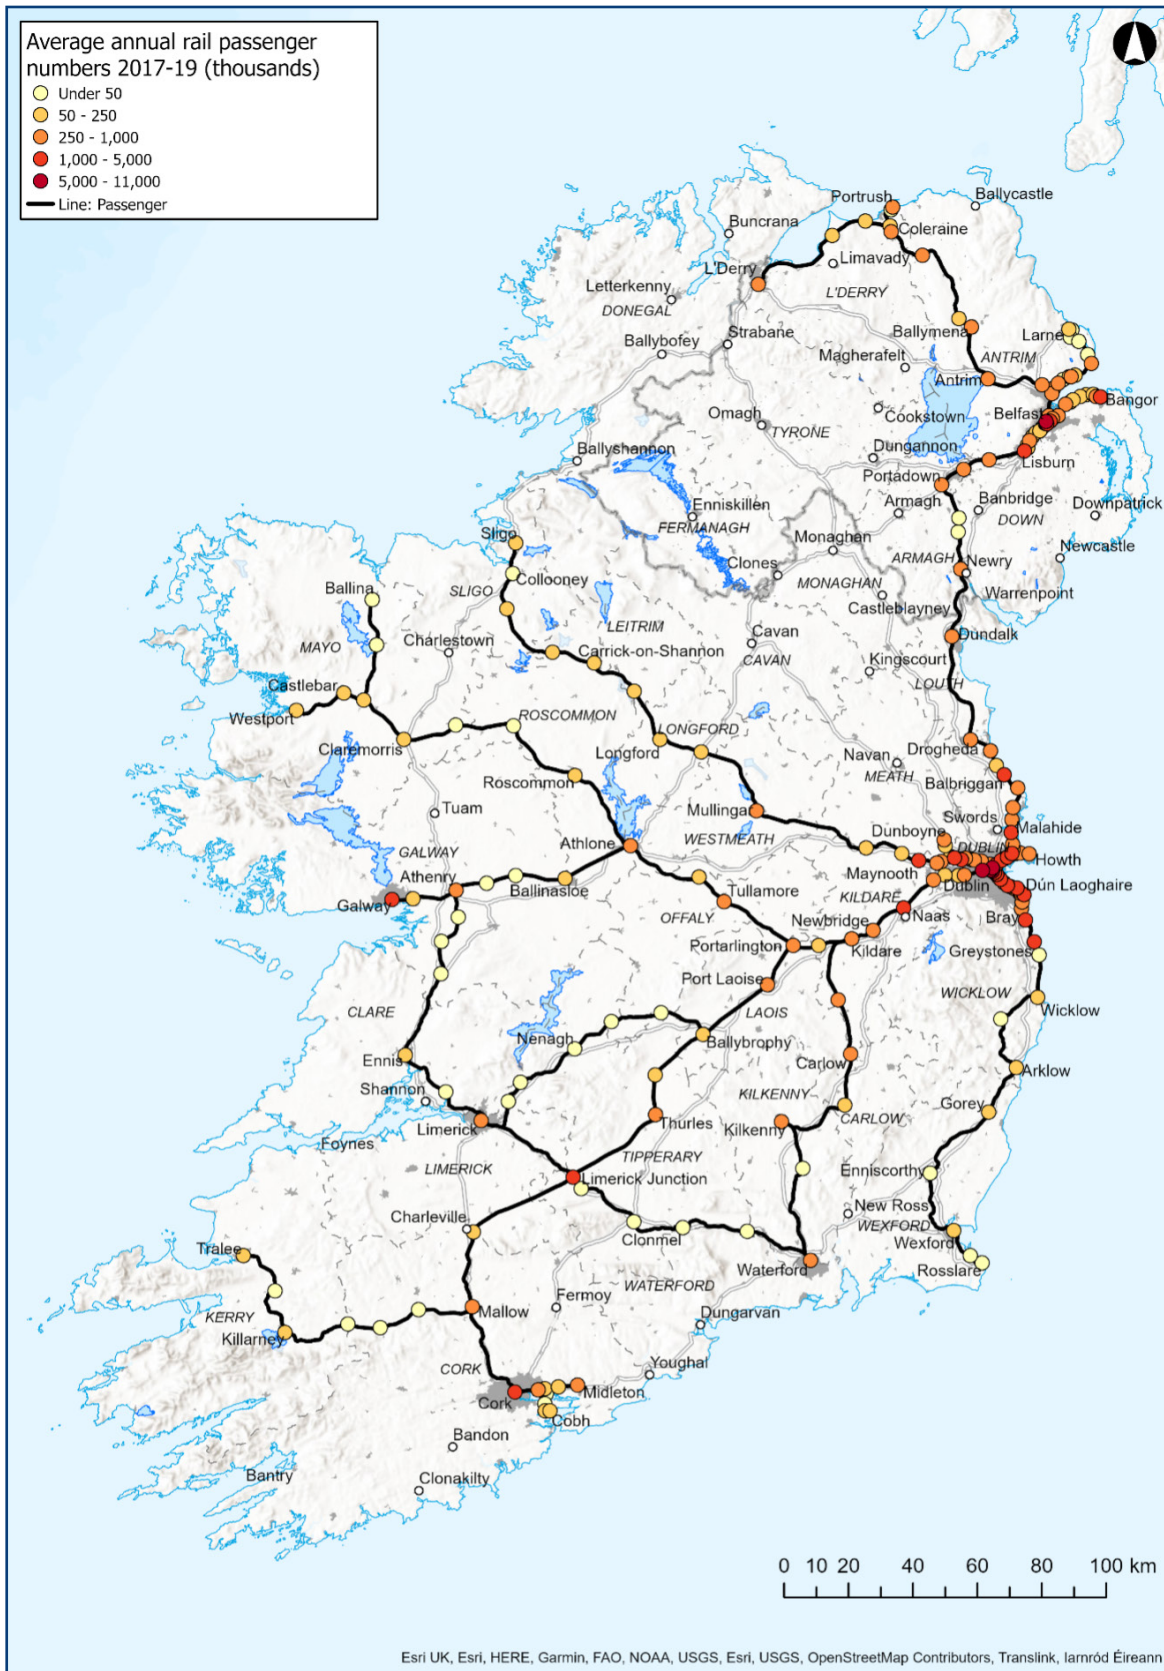 Average annual rail passenger
numbers 2017-19 (thousands)
Under 50
50 - 250
250 - 1,000
1,000 - 5,000
5,000 - 11,000
Line: Passenger
Portrush
Ballycastle
Buncrana
Coleraine
L'Derry
Limavady
Letterkenny
L'DERRY
DONEGAL
Strabane
Ballymena
Larne
Ballybofey
Magherafelt
ANTRIM
Antrim
Bangor
Omagh
Cookstown
Belfast
TYRONE
Ballyshannon
Dungannon
Lisburn
Portadown
Enniskillen
Armagh
Banbridge
Downpatrick
FERMANAGH
DOWN
Sligo
Monaghan
Newcastle
Clones
ARMAGH
Newry
Collooney
MONAGHAN
Ballina
SLIGO
Castleblayney
Warrenpoint
LEITRIM
Charlestown
Cavan
Dundalk
MAYO
Carrick-on-Shannon
CAVAN
Kingscourt
Castlebar
LOUTH
Westport
ROSCOMMON
LONGFORD
Claremorris
Longford
Navan
Drogheda
MEATH
Roscommon
Balbriggan
Mullingar
Tuam
Swords
Malahide
Athlone
WESTMEATH
Dunboyne
GALWAY
DUBLIN
Howth
Athenry
Ballinasloe
Maynooth
Tullamore
KILDARE
Dublin
Dún Laoghaire
Galway
OFFALY
Newbridge
Naas
Bray
Portarlington
Kildare
Greystones
Port Laoise
WICKLOW
CLARE
LAOIS
Wicklow
Nenagh
Ballybrophy
Ennis
Carlow
Arklow
Shannon
KILKENNY
Gorey
Limerick
Thurles
Kilkenny
CARLOW
Foynes
LIMERICK
TIPPERARY
Enniscorthy
Limerick Junction
New Ross
Charleville
Clonmel
WEXFORD
Wexford
Tralee
Waterford
Rosslare
WATERFORD
KERRY
Mallow
Fermoy
Dungarvan
Killarney
CORK
Youghal
Midleton
Cork
Cobh
Bandon
Bantry
Clonakilty
0 10 20 40 60 80 100 km
Esri UK, Esri, HERE, Garmin, FAO, NOAA, USGS, Esri, USGS, OpenStreetMap Contributors, Translink, Iarnród Éireann